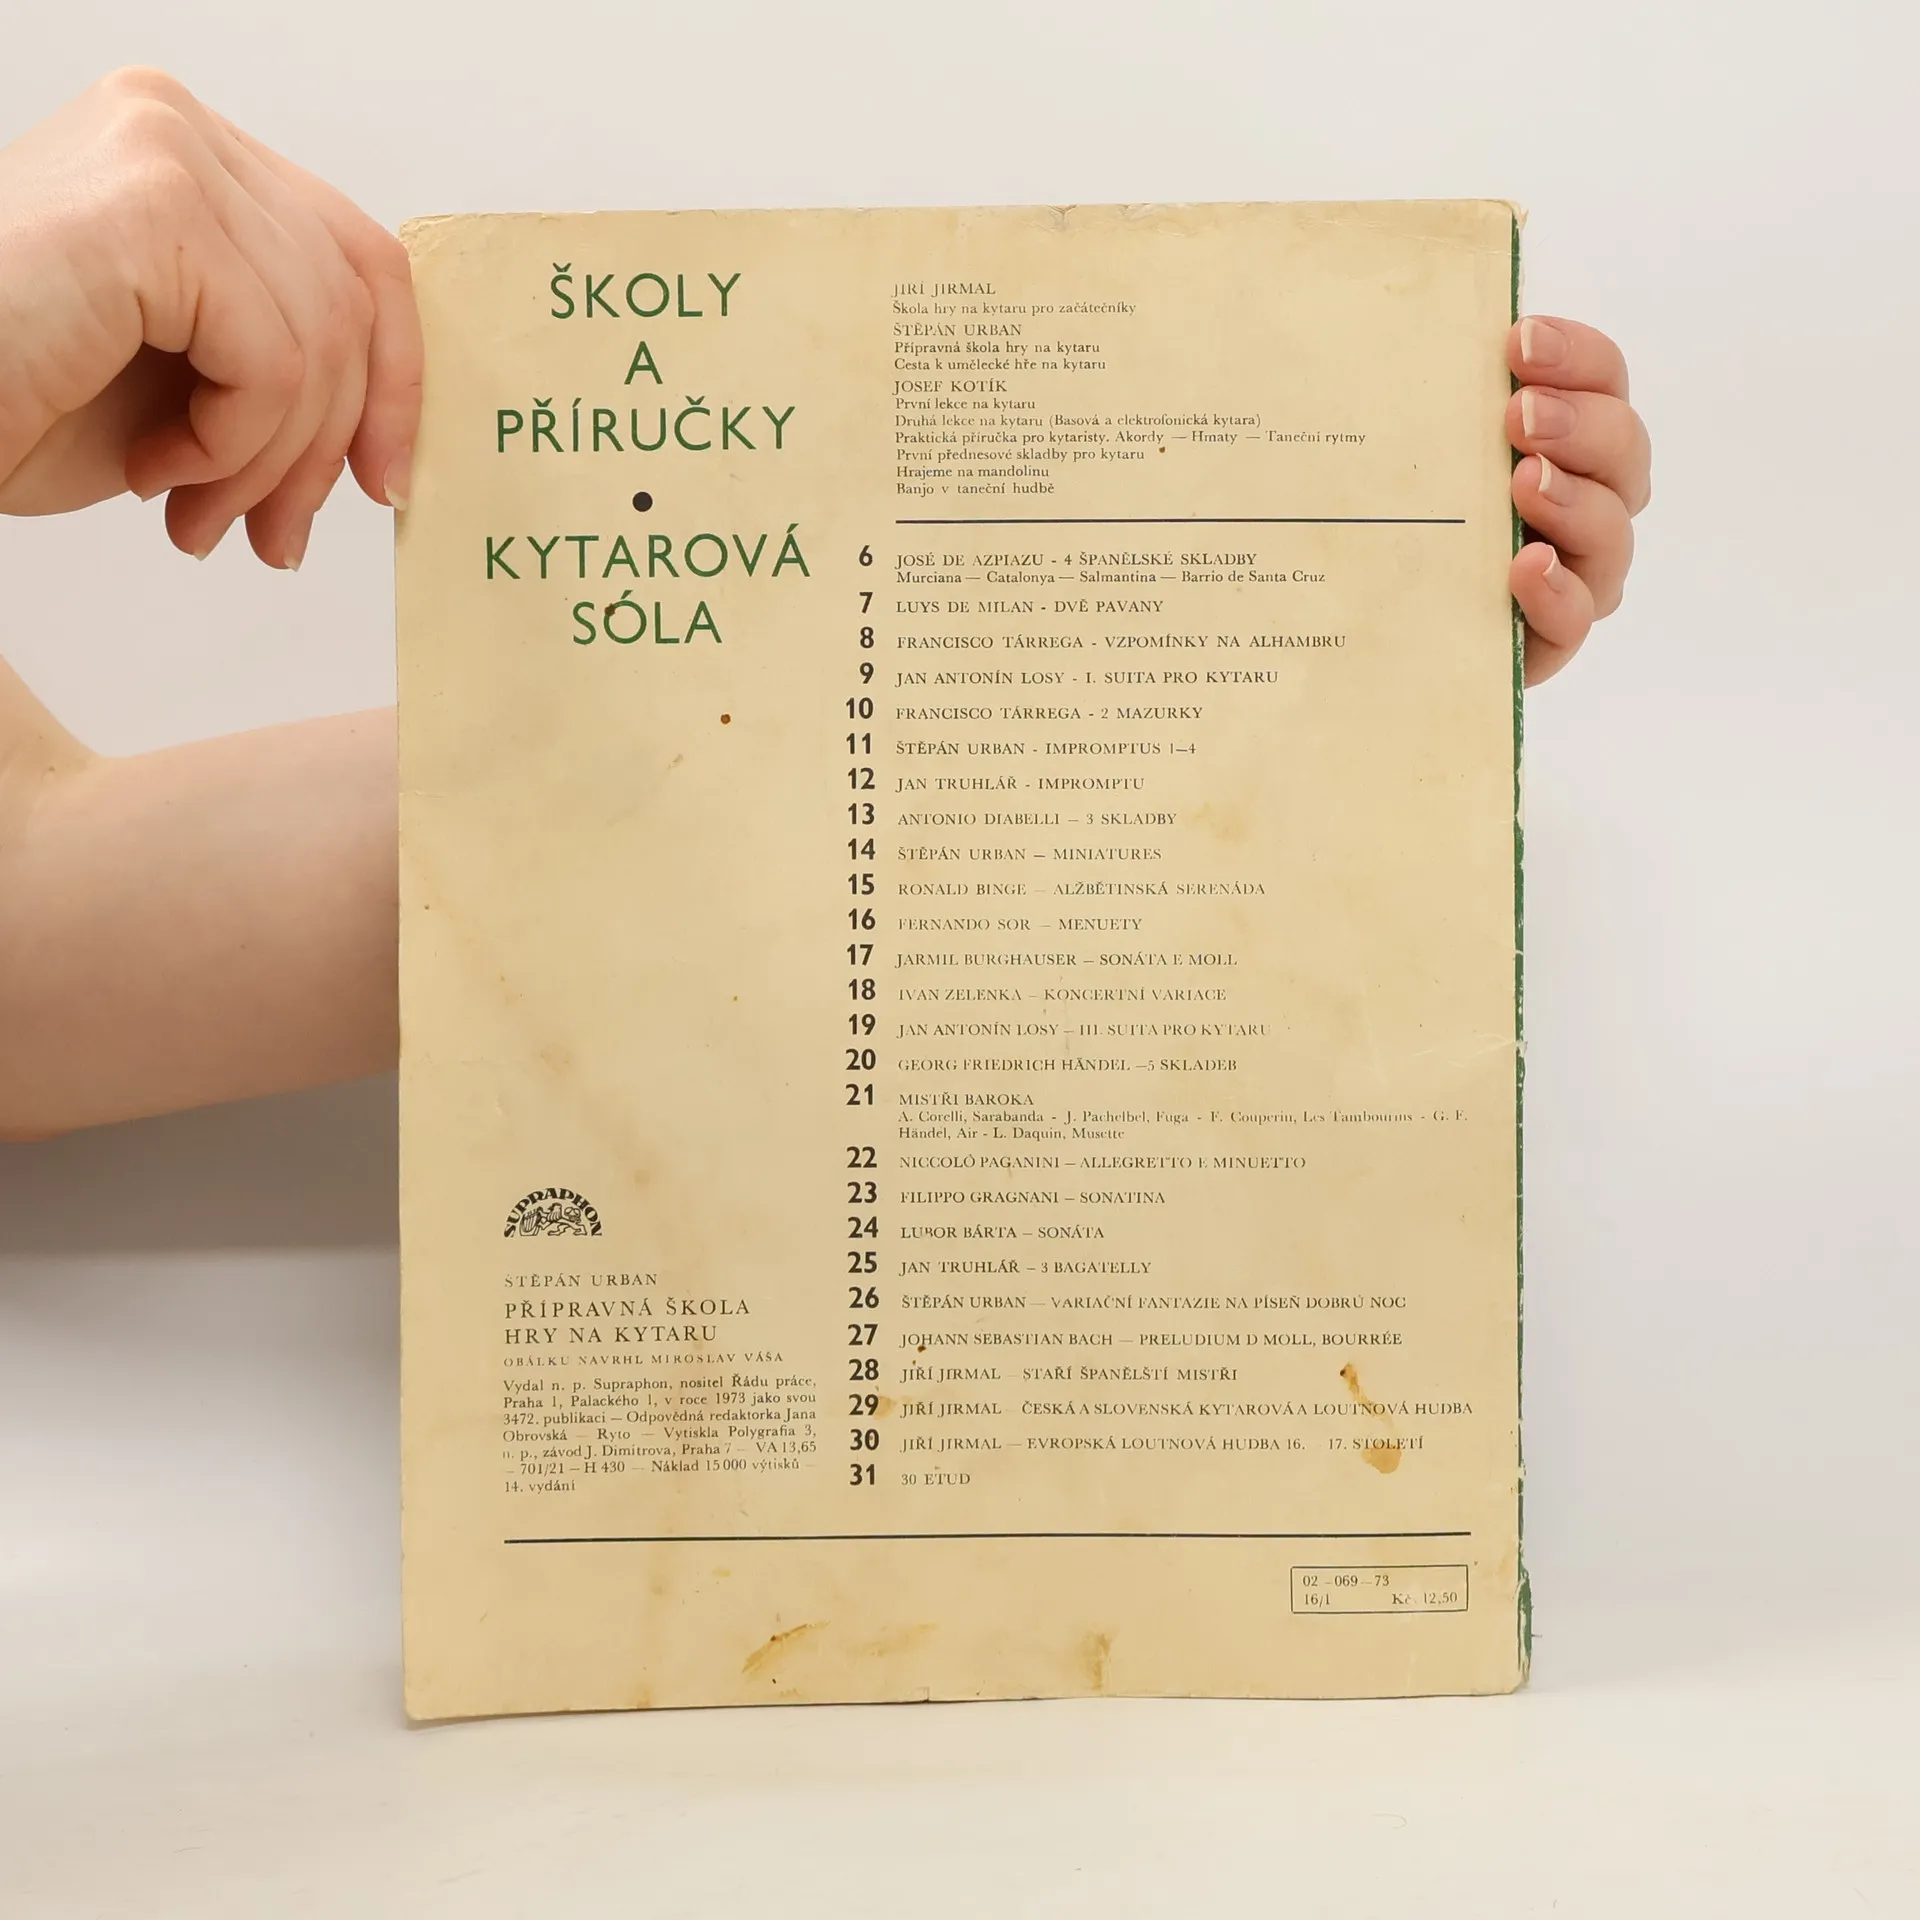 ŠKOLY
A
PŘÍRUČKY
•
KYTAROVÁ
SÓLA
JIŘÍ JIRMAL
Škola hry na kytaru pro začátečníky
ŠTĚPÁN URBAN
Přípravná škola hry na kytaru
Cesta k umělecké hře na kytaru
JOSEF KOTÍK
První lekce na kytaru
Druhá lekce na kytaru (Basová a elektrofonická kytara)
Praktická příručka pro kytaristy. Akordy — Hmaty — Taneční rytmy
První přednesové skladby pro kytaru
Hrajeme na mandolinu
Banjo v taneční hudbě
6 JOSÉ DE AZPIAZU - 4 ŠPANĚLSKÉ SKLADBY
Murciana — Catalonya — Salmantina — Barrio de Santa Cruz
7 LUYS DE MILAN - DVĚ PAVANY
8 FRANCISCO TÁRREGA - VZPOMÍNKY NA ALHAMBRU
9 JAN ANTONÍN LOSY - I. SUITA PRO KYTARU
10 FRANCISCO TÁRREGA - 2 MAZURKY
11 ŠTĚPÁN URBAN - IMPROMPTUS 1—4
12 JAN TRUHLÁŘ - IMPROMPTU
13 ANTONIO DIABELLI — 3 SKLADBY
14 ŠTĚPÁN URBAN — MINIATURES
15 RONALD BINGE — ALŽBĚTINSKÁ SERENÁDA
16 FERNANDO SOR — MENUETY
17 JARMIL BURGHAUSER — SONÁTA E MOLL
18 IVAN ZELENKA — KONCERTNÍ VARIACE
19 JAN ANTONÍN LOSY — III. SUITA PRO KYTARU
20 GEORG FRIEDRICH HÄNDEL —5 SKLADEB
21 MISTŘI BAROKA
A. Corelli, Sarabanda - J. Pachelbel, Fuga - F. Couperin, Les Tambourins - G. F.
Händel, Air - L. Daquin, Musette
22 NICCOLÓ PAGANINI — ALLEGRETTO E MINUETTO
23 FILIPPO GRAGNANI — SONATINA
24 LUBOR BÁRTA — SONÁTA
25 JAN TRUHLÁŘ — 3 BAGATELLY
26 ŠTĚPÁN URBAN — VARIAČNÍ FANTAZIE NA PÍSEŇ DOBRÚ NOC
27 JOHANN SEBASTIAN BACH — PRELUDIUM D MOLL, BOURRÉE
28 JIŘÍ JIRMAL — STAŘÍ ŠPANĚLŠTÍ MISTŘI
29 JIŘÍ JIRMAL — ČESKÁ A SLOVENSKÁ KYTAROVÁ A LOUTNOVÁ HUDBA
30 JIŘÍ JIRMAL — EVROPSKÁ LOUTNOVÁ HUDBA 16. 17. STOLETÍ
31 30 ETUD
SUPRAPHON
ŠTĚPÁN URBAN
PŘÍPRAVNÁ ŠKOLA
HRY NA KYTARU
OBÁLKU NAVRHL MIROSLAV VÁŠA
Vydal n. p. Supraphon, nositel Řádu práce,
Praha 1, Palackého 1, v roce 1973 jako svou
3472. publikaci — Odpovědná redaktorka Jana
Obrovská — Ryto — Vytiskla Polygrafia 3,
n. p., závod J. Dimitrova, Praha 7 — VA 13,65
— 701/21 — H 430 — Náklad 15 000 výtisků —
14. vydání
02 — 069 — 73
16/1 Kčs 12,50